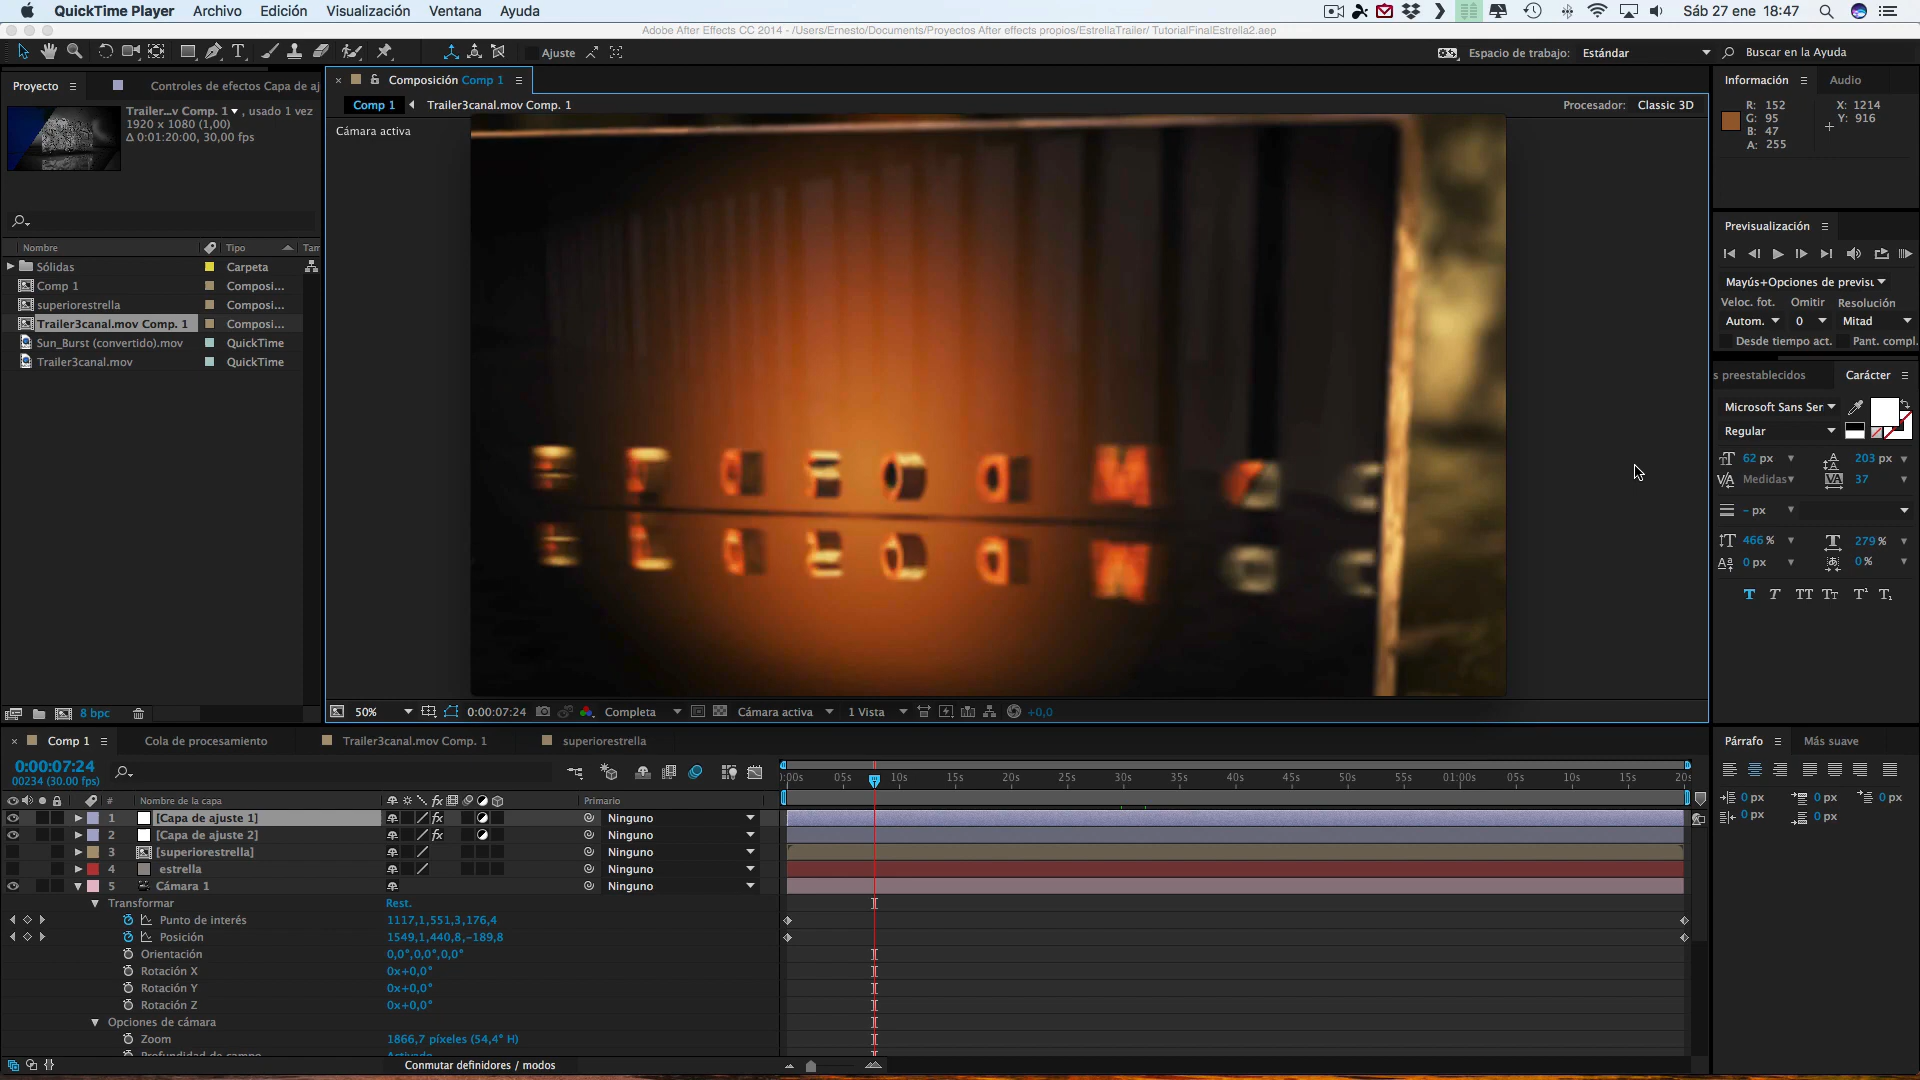 QuickTime Player Archivo Edición Visualización Ventana Ayuda Sáb 27 ene 18:47
Adobe After Effects CC 2014 - /Users/Ernesto/Documents/Proyectos After effects propios/EstrellaTrailer/ TutorialFinalEstrella2.aep
Ajuste Espacio de trabajo: Estándar Buscar en la Ayuda
Proyecto Controles de efectos Capa de aj
Trailer...v Comp. 1 , usado 1 vez
1920 x 1080 (1,00)
Δ 0:01:20:00, 30,00 fps
Nombre Tipo Tam
Sólidas Carpeta
Comp 1 Composi...
superiorestrella Composi...
Trailer3canal.mov Comp. 1 Composi...
Sun_Burst (convertido).mov QuickTime
Trailer3canal.mov QuickTime
8 bpc
Composición Comp 1
Comp 1 Trailer3canal.mov Comp. 1 Procesador: Classic 3D
Cámara activa
50% 0:00:07:24 Completa Cámara activa 1 Vista +0,0
Información Audio
R: 152 X: 1214
G: 95 Y: 916
B: 47
A: 255
Previsualización
Mayús+Opciones de previsu
Veloc. fot. Omitir Resolución
Autom. 0 Mitad
Desde tiempo act. Pant. compl.
s preestablecidos Carácter
Microsoft Sans Ser
Regular
62 px 203 px
Medidas 37
- px
466 % 279 %
0 px 0 %
T T TT Tt T¹ T₁
Comp 1 Cola de procesamiento Trailer3canal.mov Comp. 1 superiorestrella
0:00:07:24
00234 (30.00 fps)
:00s 05s 10s 15s 20s 25s 30s 35s 40s 45s 50s 55s 01:00s 05s 10s 15s 20s
# Nombre de la capa Primario
1 [Capa de ajuste 1] Ninguno
2 [Capa de ajuste 2] Ninguno
3 [superiorestrella] Ninguno
4 estrella Ninguno
5 Cámara 1 Ninguno
Transformar Rest.
Punto de interés 1117,1,551,3,176,4
Posición 1549,1,440,8,-189,8
Orientación 0,0°,0,0°,0,0°
Rotación X 0x+0,0°
Rotación Y 0x+0,0°
Rotación Z 0x+0,0°
Opciones de cámara
Zoom 1866,7 píxeles (54,4° H)
Profundidad de campo Activado
Conmutar definidores / modos
Párrafo Más suave
0 px 0 px 0 px
0 px 0 px